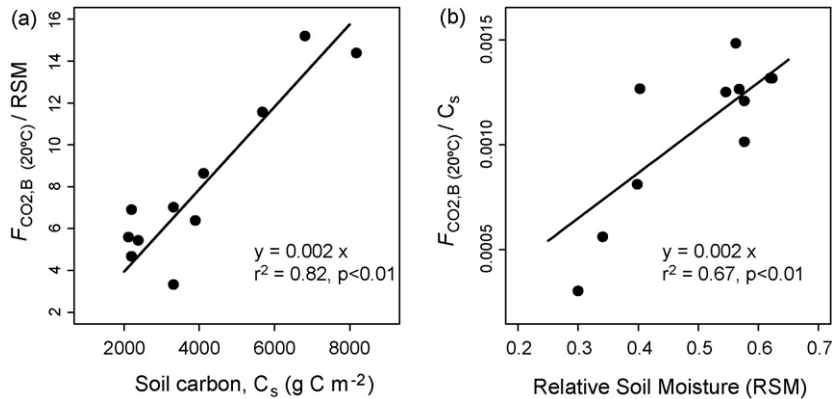 (a)
F CO2,B (20ºC) / RSM
16
14
12
10
8
6
4
2
y = 0.002 x
r² = 0.82, p<0.01
2000 4000 6000 8000
Soil carbon, Cs (g C m⁻²)
(b)
F CO2,B (20ºC) / Cs
0.0015
0.0010
0.0005
y = 0.002 x
r² = 0.67, p<0.01
0.2 0.3 0.4 0.5 0.6 0.7
Relative Soil Moisture (RSM)